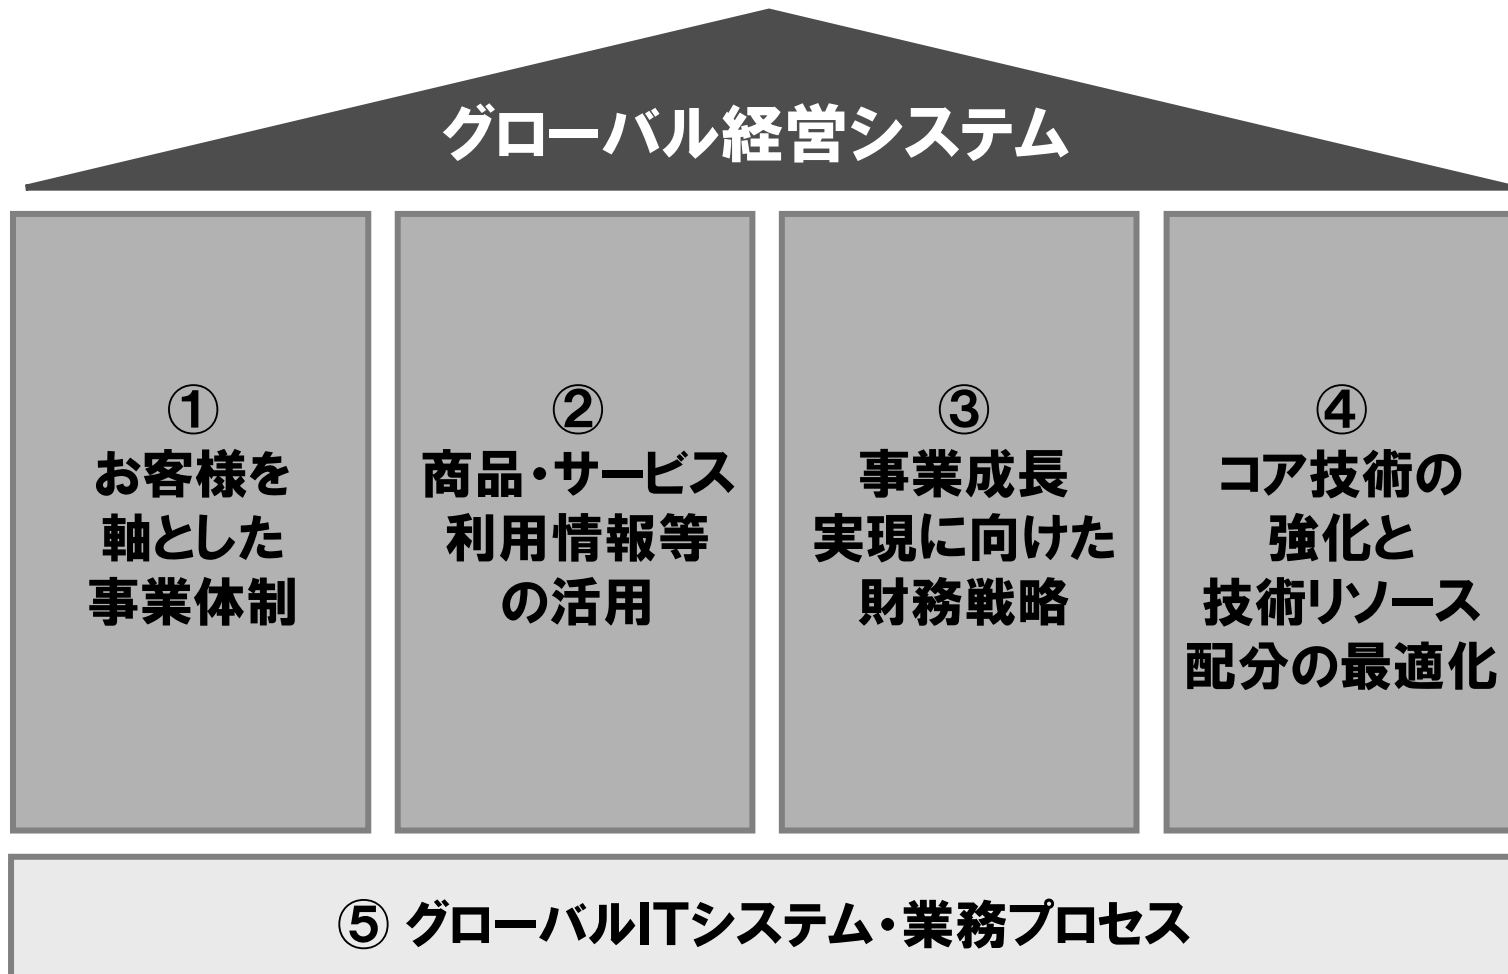 グローバル経営システム
①
お客様を
軸とした
事業体制
②
商品・サービス
利用情報等
の活用
③
事業成長
実現に向けた
財務戦略
④
コア技術の
強化と
技術リソース
配分の最適化
⑤ グローバルITシステム・業務プロセス